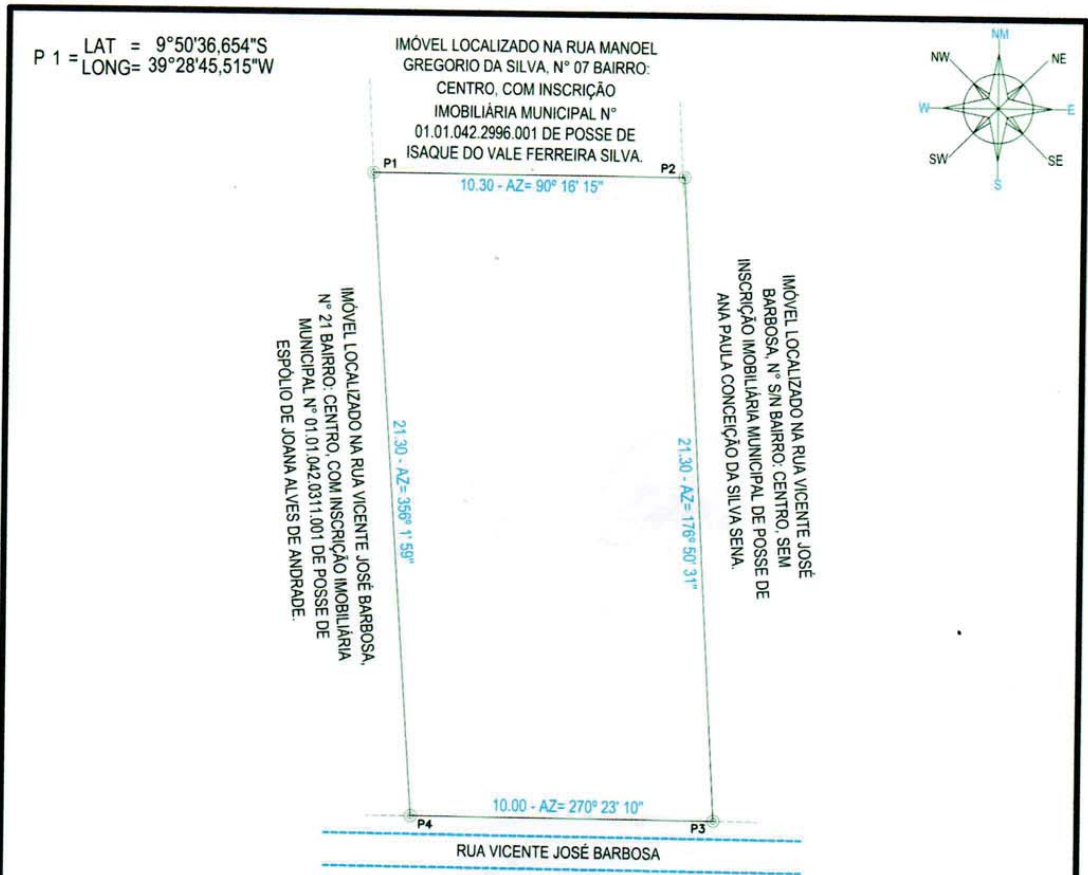 P 1 = LAT = 9°50'36,654"S
LONG= 39°28'45,515"W
IMÓVEL LOCALIZADO NA RUA MANOEL
GREGORIO DA SILVA, N° 07 BAIRRO:
CENTRO, COM INSCRIÇÃO
IMOBILIÁRIA MUNICIPAL N°
01.01.042.2996.001 DE POSSE DE
ISAQUE DO VALE FERREIRA SILVA.
NM
NW
NE
W
E
SW
SE
S
P1
P2
10.30 - AZ= 90° 16' 15"
IMÓVEL LOCALIZADO NA RUA VICENTE JOSÉ BARBOSA,
N° 21 BAIRRO: CENTRO, COM INSCRIÇÃO IMOBILIÁRIA
MUNICIPAL N° 01.01.042.0311.001 DE POSSE DE
ESPÓLIO DE JOANA ALVES DE ANDRADE.
21.30 - AZ= 356° 1' 59"
21.30 - AZ= 176° 50' 31"
IMÓVEL LOCALIZADO NA RUA VICENTE JOSÉ
BARBOSA, N° S/N BAIRRO: CENTRO, SEM
INSCRIÇÃO IMOBILIÁRIA MUNICIPAL DE POSSE DE
ANA PAULA CONCEIÇÃO DA SILVA SENA.
10.00 - AZ= 270° 23' 10"
P4
P3
RUA VICENTE JOSÉ BARBOSA